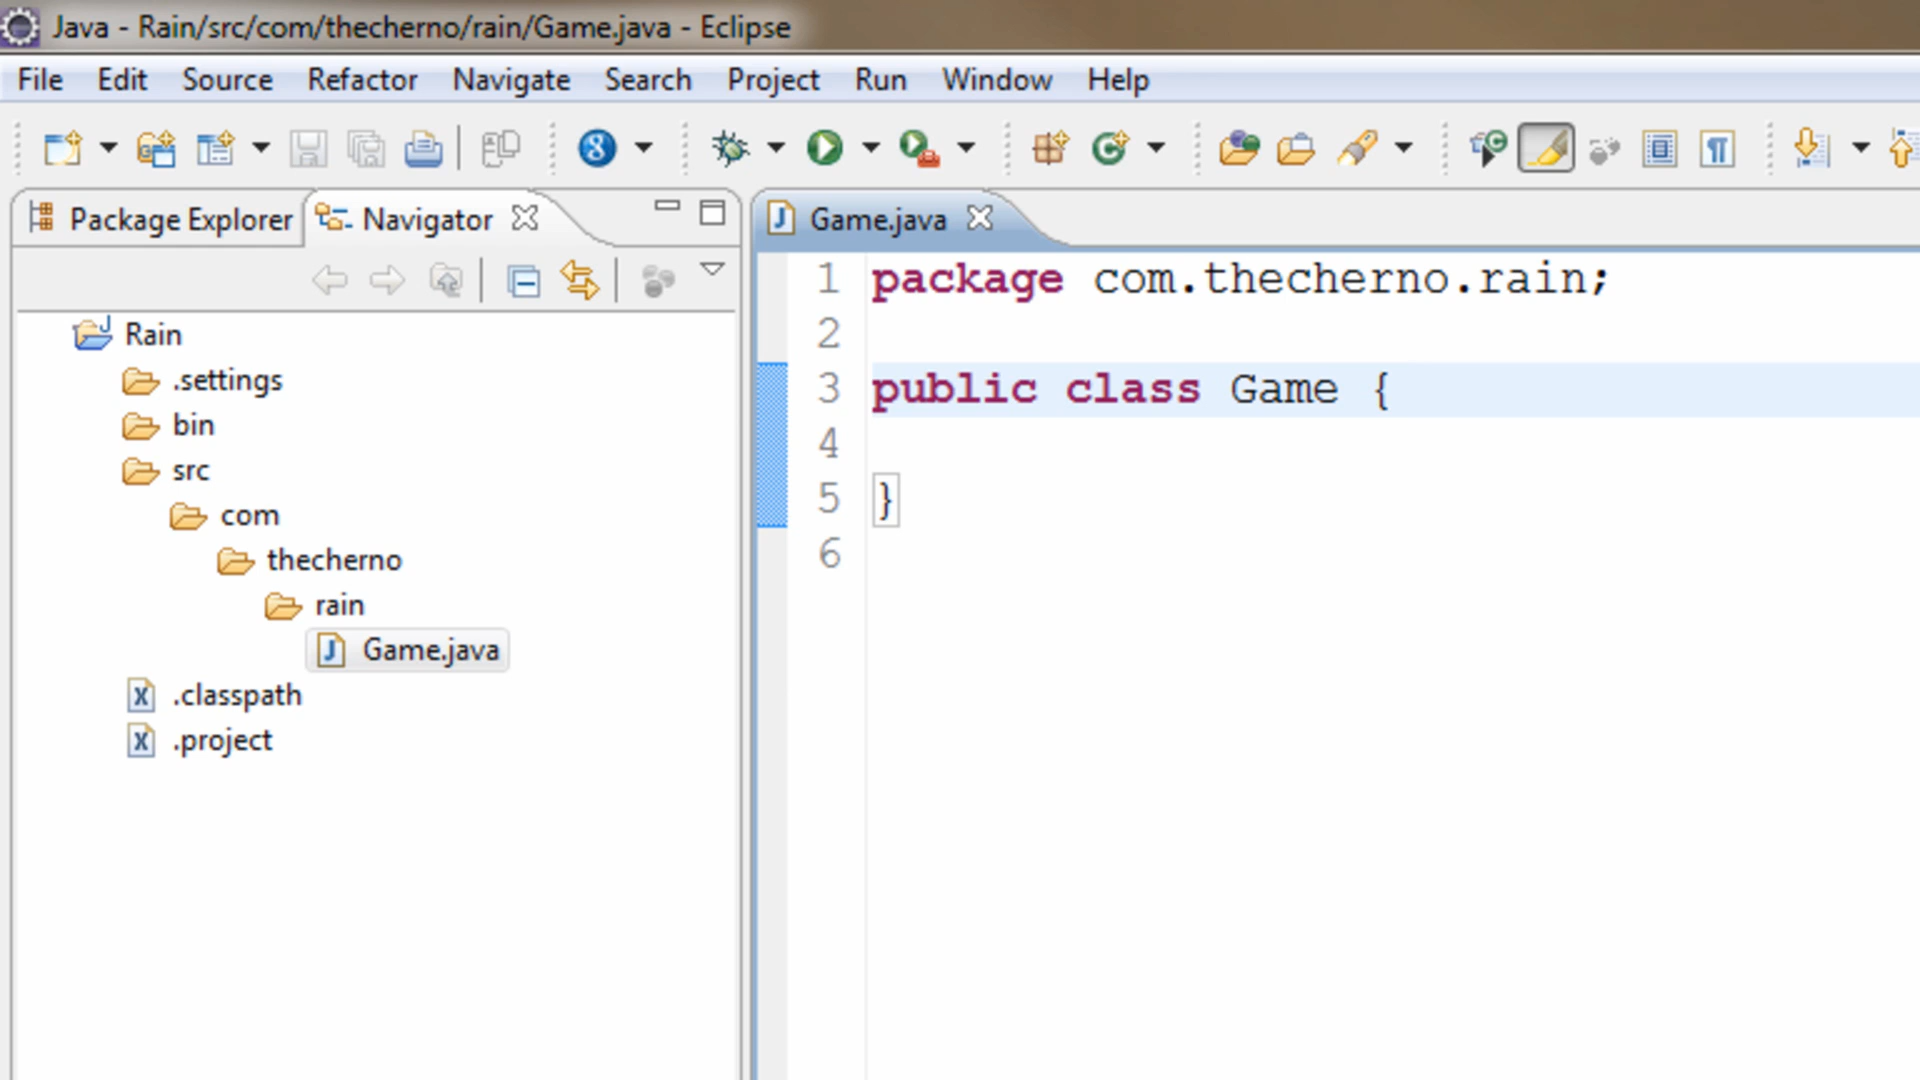 Java - Rain/src/com/thecherno/rain/Game.java - Eclipse
File Edit Source Refactor Navigate Search Project Run Window Help
Package Explorer Navigator
Game.java
Rain
.settings
bin
src
com
thecherno
rain
Game.java
.classpath
.project
1 package com.thecherno.rain;
2
3 public class Game {
4
5 }
6